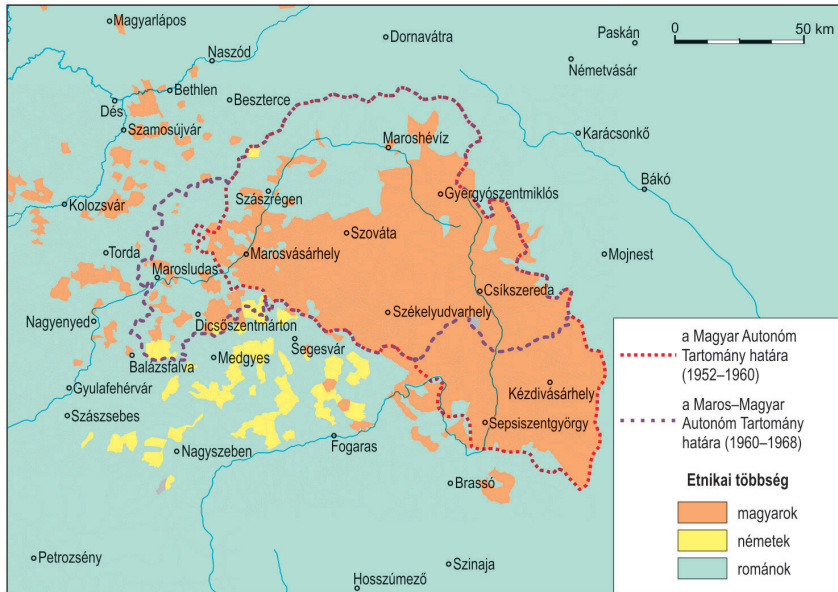 Magyarlápos
Naszód
Dornavátra
Paskán
0
50 km
Németvásár
Bethlen
Beszterce
Dés
Szamosújvár
Maroshévíz
Karácsonkő
Bákó
Szászrégen
Gyergyószentmiklós
Kolozsvár
Szováta
Torda
Marosvásárhely
Mojnest
Marosludas
Csíkszereda
Nagyenyed
Dicsőszentmárton
Székelyudvarhely
Segesvár
Balázsfalva
Medgyes
Gyulafehérvár
Kézdivásárhely
Szászsebes
Sepsiszentgyörgy
Fogaras
Nagyszeben
Brassó
Petrozsény
Szinaja
Hosszúmező
a Magyar Autonóm
Tartomány határa
(1952–1960)
a Maros–Magyar
Autonóm Tartomány
határa (1960–1968)
Etnikai többség
magyarok
németek
románok